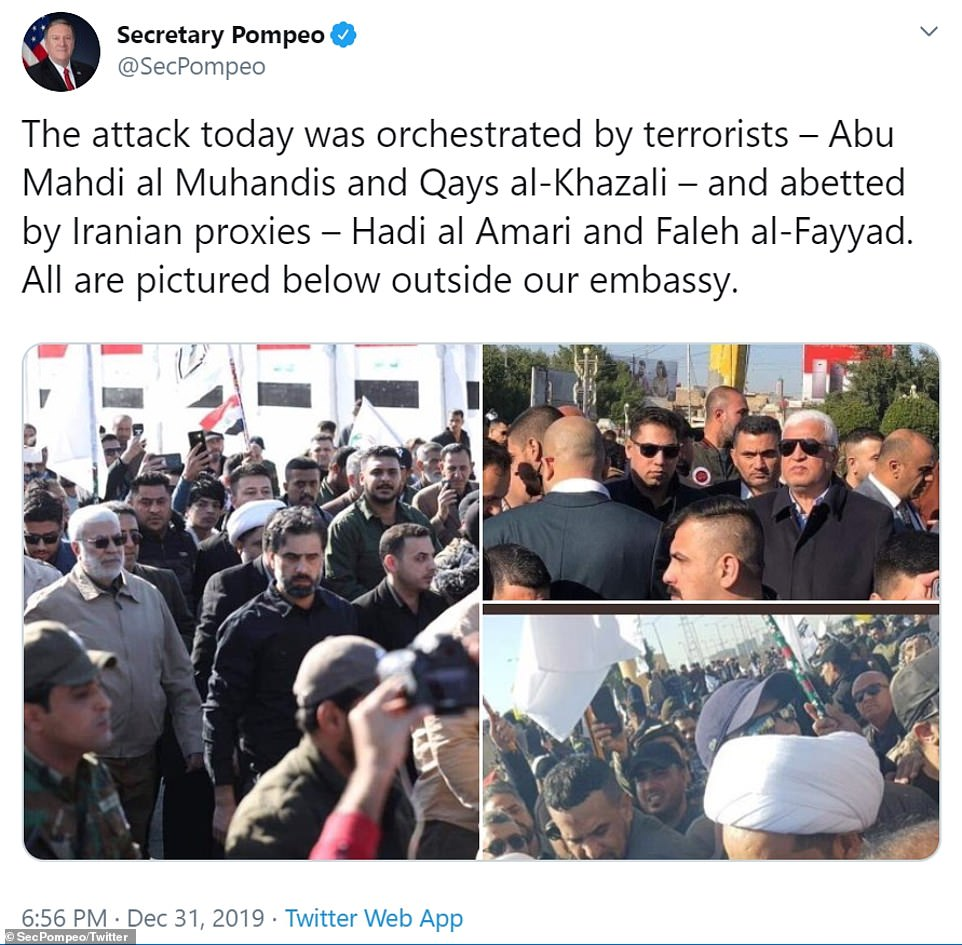 Secretary Pompeo
@SecPompeo
The attack today was orchestrated by terrorists – Abu
Mahdi al Muhandis and Qays al-Khazali – and abetted
by Iranian proxies – Hadi al Amari and Faleh al-Fayyad.
All are pictured below outside our embassy.
6:56 PM · Dec 31, 2019 · Twitter Web App
© SecPompeo/Twitter